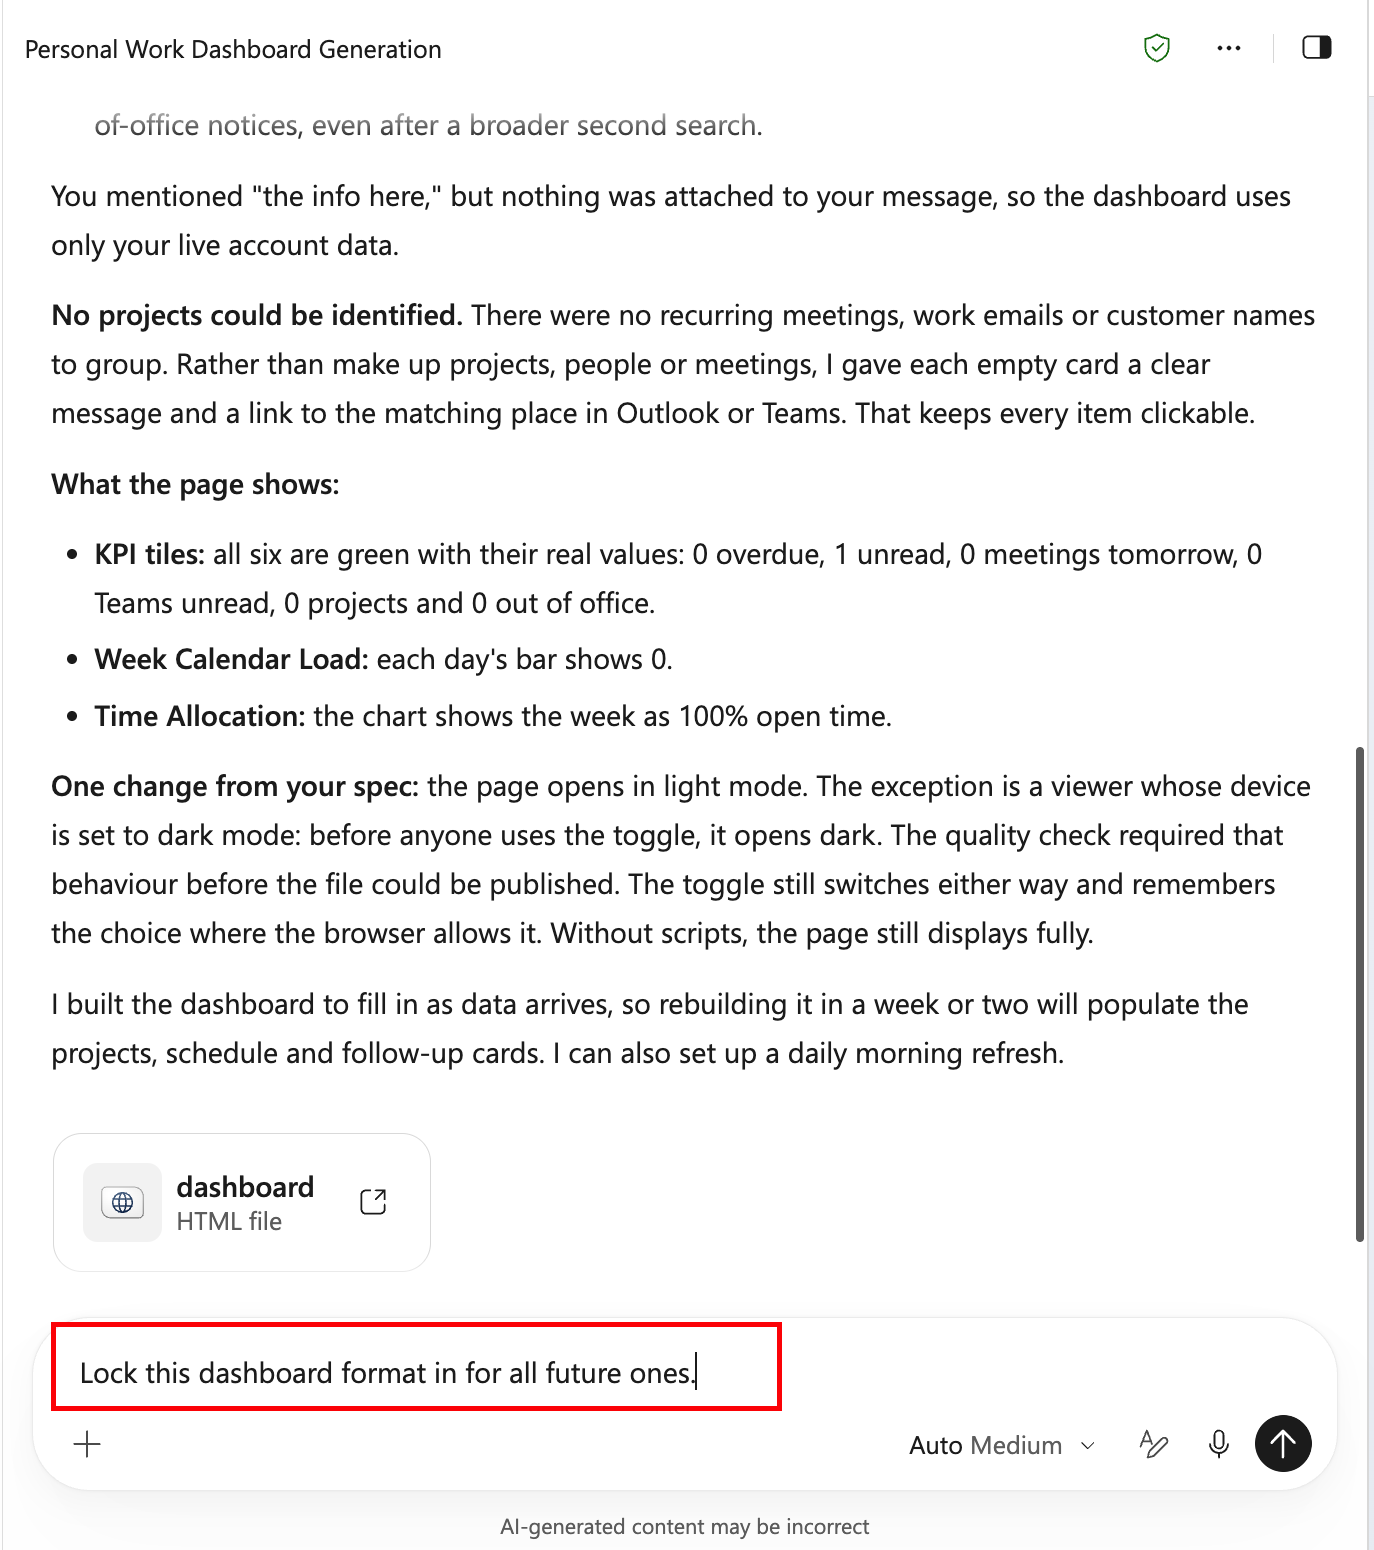 Personal Work Dashboard Generation
of-office notices, even after a broader second search.
You mentioned "the info here," but nothing was attached to your message, so the dashboard uses
only your live account data.
No projects could be identified. There were no recurring meetings, work emails or customer names
to group. Rather than make up projects, people or meetings, I gave each empty card a clear
message and a link to the matching place in Outlook or Teams. That keeps every item clickable.
What the page shows:
• KPI tiles: all six are green with their real values: 0 overdue, 1 unread, 0 meetings tomorrow, 0
Teams unread, 0 projects and 0 out of office.
• Week Calendar Load: each day's bar shows 0.
• Time Allocation: the chart shows the week as 100% open time.
One change from your spec: the page opens in light mode. The exception is a viewer whose device
is set to dark mode: before anyone uses the toggle, it opens dark. The quality check required that
behaviour before the file could be published. The toggle still switches either way and remembers
the choice where the browser allows it. Without scripts, the page still displays fully.
I built the dashboard to fill in as data arrives, so rebuilding it in a week or two will populate the
projects, schedule and follow-up cards. I can also set up a daily morning refresh.
dashboard
HTML file
Lock this dashboard format in for all future ones.
Auto Medium
AI-generated content may be incorrect